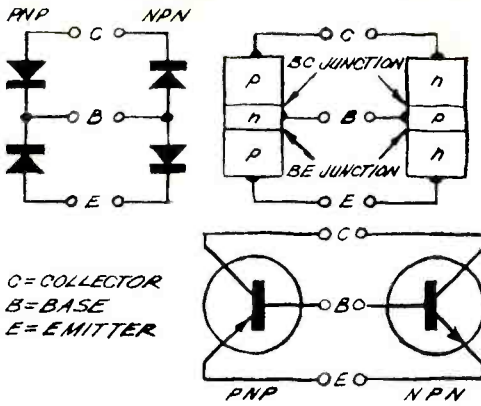 PNP NPN
C
B
E
C
BC JUNCTION
p n
n B p
p n
BE JUNCTION
E
C = COLLECTOR
B = BASE
E = EMITTER
C
B
E
PNP NPN